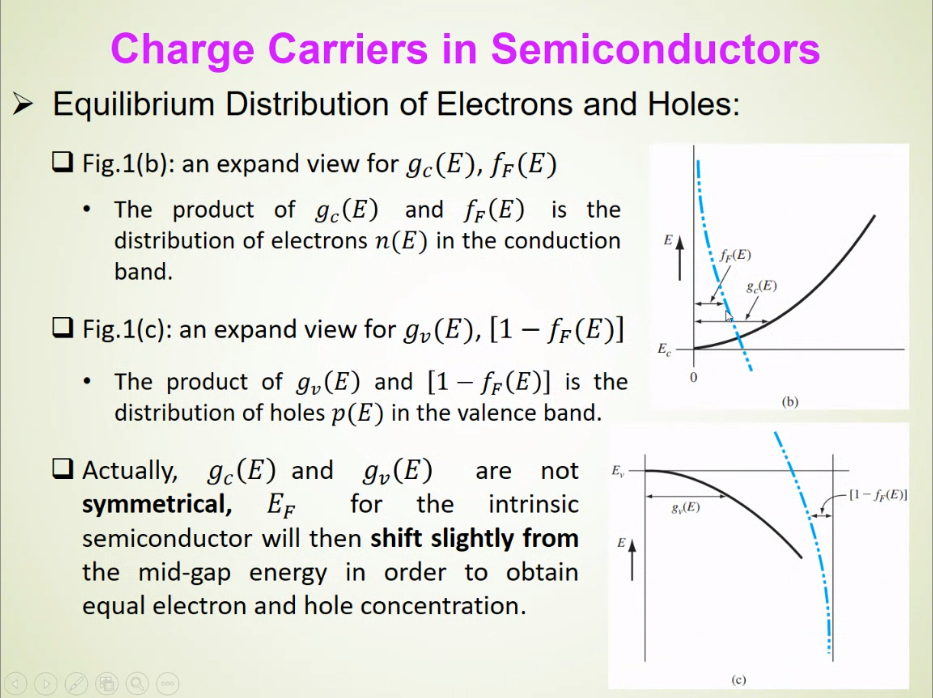 Charge Carriers in Semiconductors
➢ Equilibrium Distribution of Electrons and Holes:
❑ Fig.1(b): an expand view for g_c(E), f_F(E)
• The product of g_c(E) and f_F(E) is the
distribution of electrons n(E) in the conduction
band.
❑ Fig.1(c): an expand view for g_v(E), [1 − f_F(E)]
• The product of g_v(E) and [1 − f_F(E)] is the
distribution of holes p(E) in the valence band.
❑ Actually, g_c(E) and g_v(E) are not
symmetrical, E_F for the intrinsic
semiconductor will then shift slightly from
the mid-gap energy in order to obtain
equal electron and hole concentration.
E
f_F(E)
g_c(E)
E_c
0
(b)
E_v
g_v(E)
[1 − f_F(E)]
E
(c)